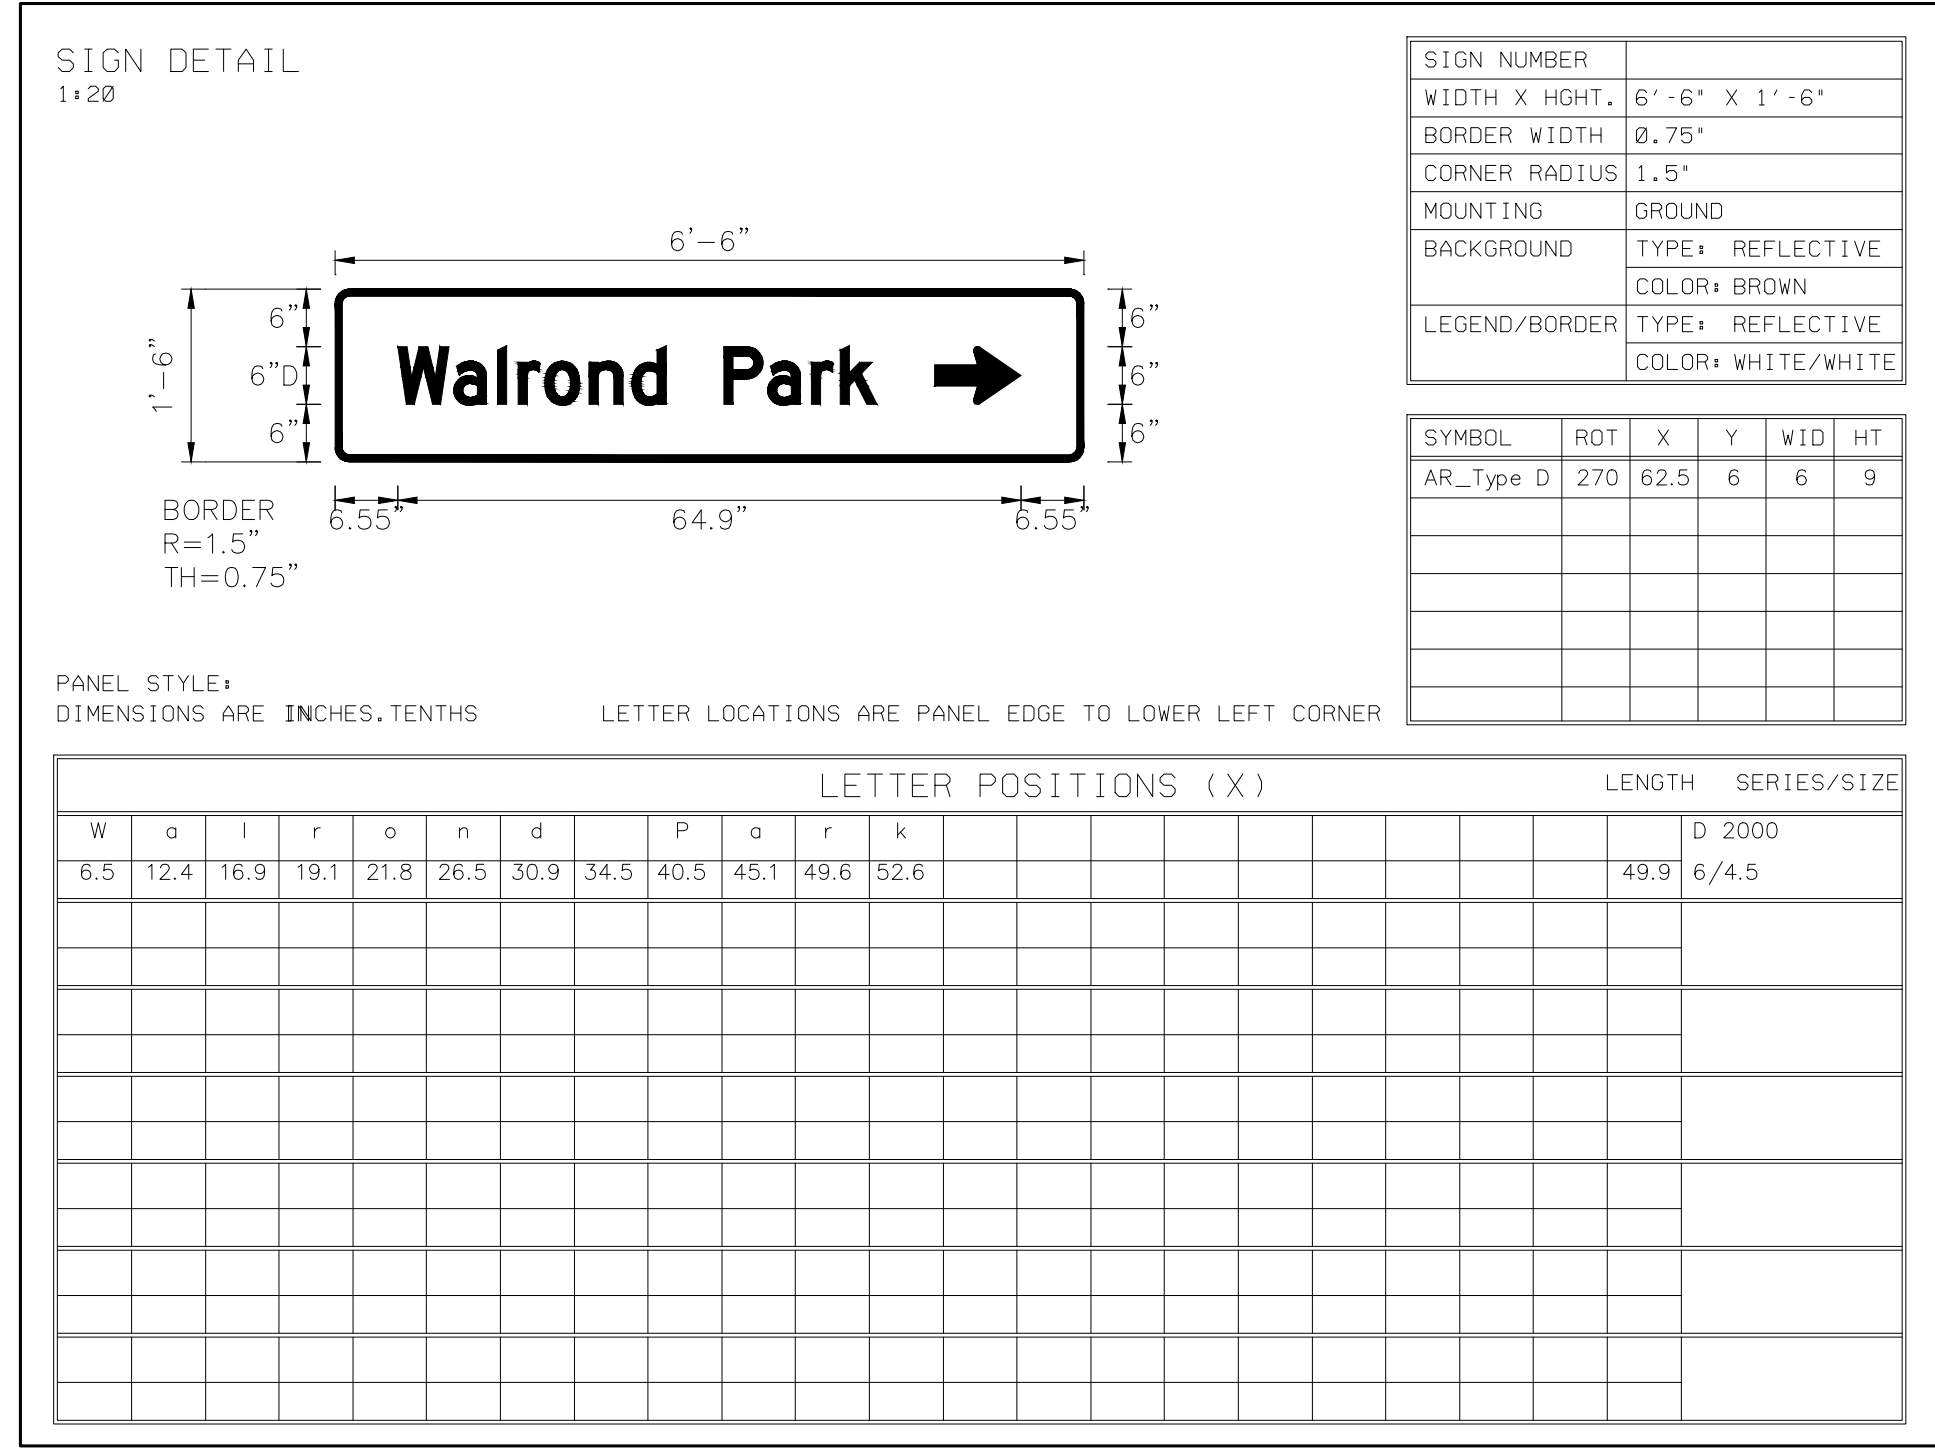 SIGN DETAIL
1:20
SIGN NUMBER
WIDTH X HGHT. 6'-6" X 1'-6"
BORDER WIDTH 0.75"
CORNER RADIUS 1.5"
MOUNTING GROUND
BACKGROUND TYPE: REFLECTIVE
COLOR: BROWN
LEGEND/BORDER TYPE: REFLECTIVE
COLOR: WHITE/WHITE
6'-6"
1'-6"
6" 6"
6"D Walrond Park 6"
6" 6"
6.55" 64.9" 6.55"
BORDER
R=1.5"
TH=0.75"
SYMBOL ROT X Y WID HT
AR_Type D 270 62.5 6 6 9
PANEL STYLE:
DIMENSIONS ARE INCHES.TENTHS LETTER LOCATIONS ARE PANEL EDGE TO LOWER LEFT CORNER
LETTER POSITIONS (X) LENGTH SERIES/SIZE
W a l r o n d P a r k D 2000
6.5 12.4 16.9 19.1 21.8 26.5 30.9 34.5 40.5 45.1 49.6 52.6 49.9 6/4.5